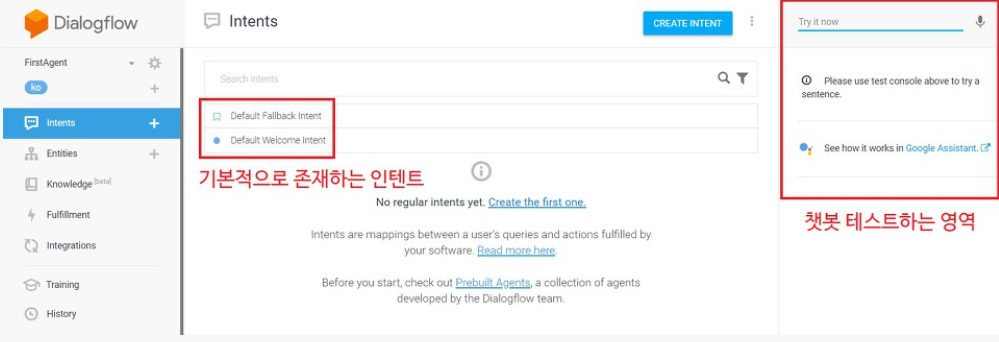 Dialogflow
FirstAgent
ko
Intents
Entities
Knowledge [beta]
Fulfillment
Integrations
Training
History
Intents
CREATE INTENT
Search intents
Default Fallback Intent
Default Welcome Intent
기본적으로 존재하는 인텐트
No regular intents yet. Create the first one.
Intents are mappings between a user's queries and actions fulfilled by
your software. Read more here.
Before you start, check out Prebuilt Agents, a collection of agents
developed by the Dialogflow team.
Try it now
Please use test console above to try a
sentence.
See how it works in Google Assistant.
챗봇 테스트하는 영역